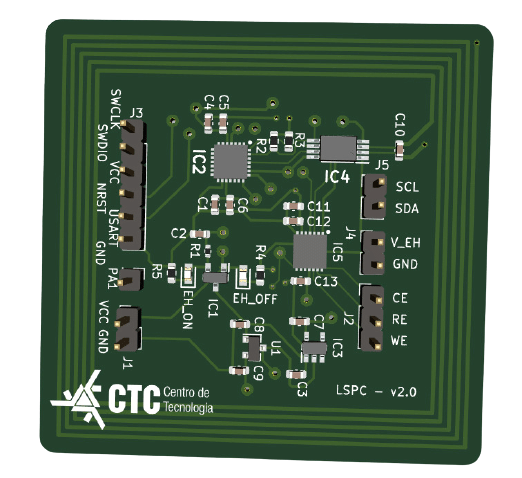 SWCLK
J3
SWDIO
VCC
NRST
USART
GND
C4
C5
R2
R3
C10
IC2
IC4
J5
SCL
SDA
C1
C6
C11
C12
C2
R1
R4
IC5
J4
V_EH
GND
PA1
R5
EH_ON
IC1
EH_OFF
C13
CE
RE
WE
J2
VCC
GND
J1
C8
U1
C9
C7
IC3
C3
CTC
Centro de
Tecnologia
LSPC - v2.0